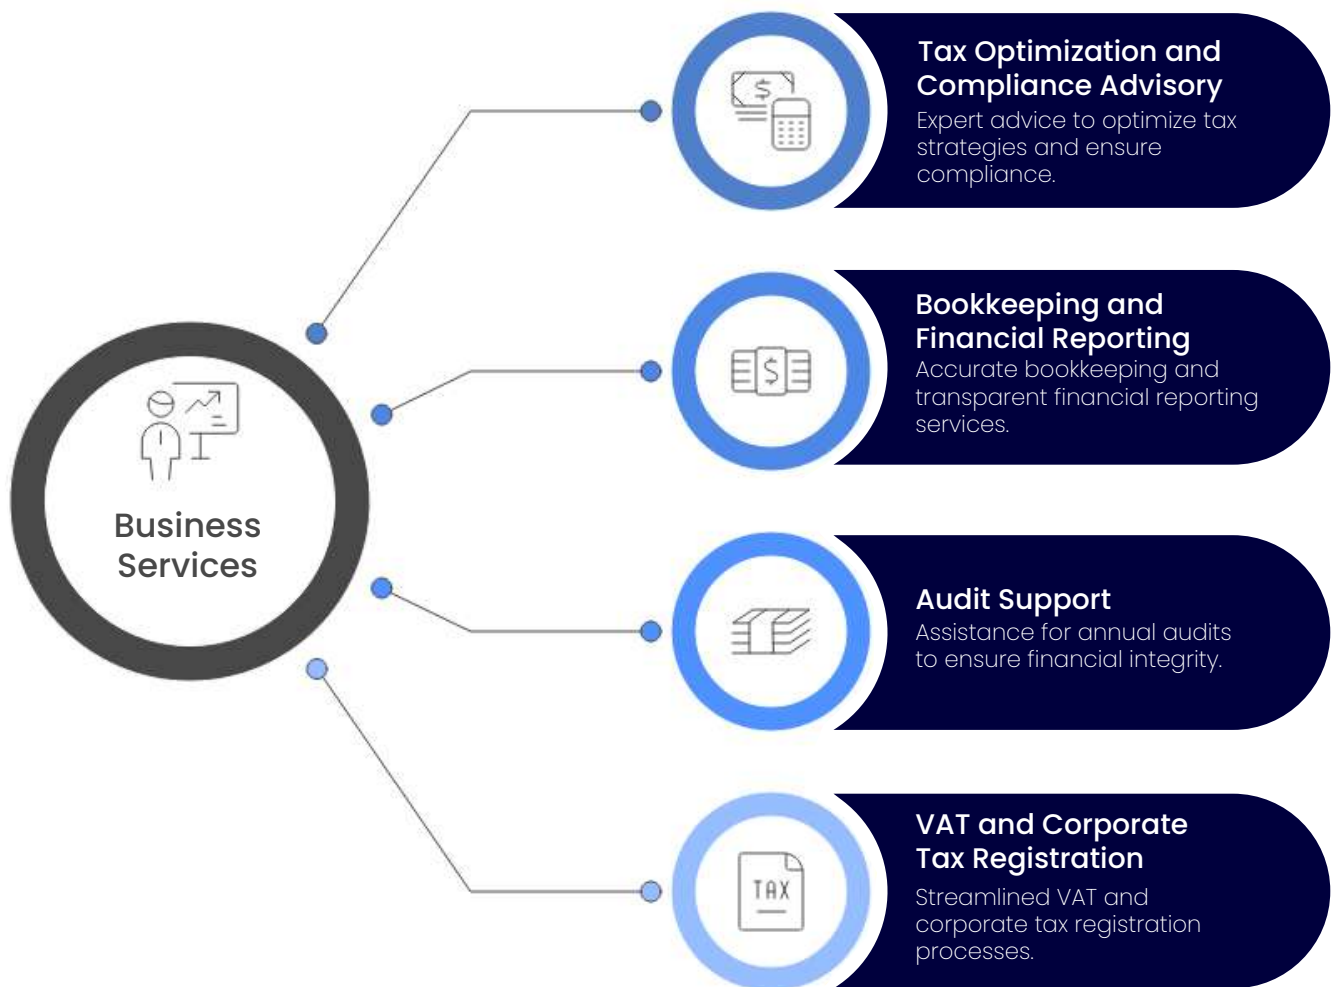 Business
Services
Tax Optimization and
Compliance Advisory
Expert advice to optimize tax
strategies and ensure
compliance.
Bookkeeping and
Financial Reporting
Accurate bookkeeping and
transparent financial reporting
services.
Audit Support
Assistance for annual audits
to ensure financial integrity.
TAX
VAT and Corporate
Tax Registration
Streamlined VAT and
corporate tax registration
processes.